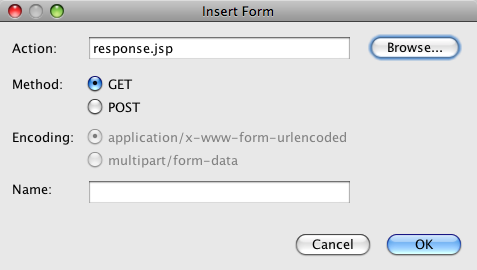 Insert Form
Action: response.jsp Browse...
Method: GET
POST
Encoding: application/x-www-form-urlencoded
multipart/form-data
Name:
Cancel OK